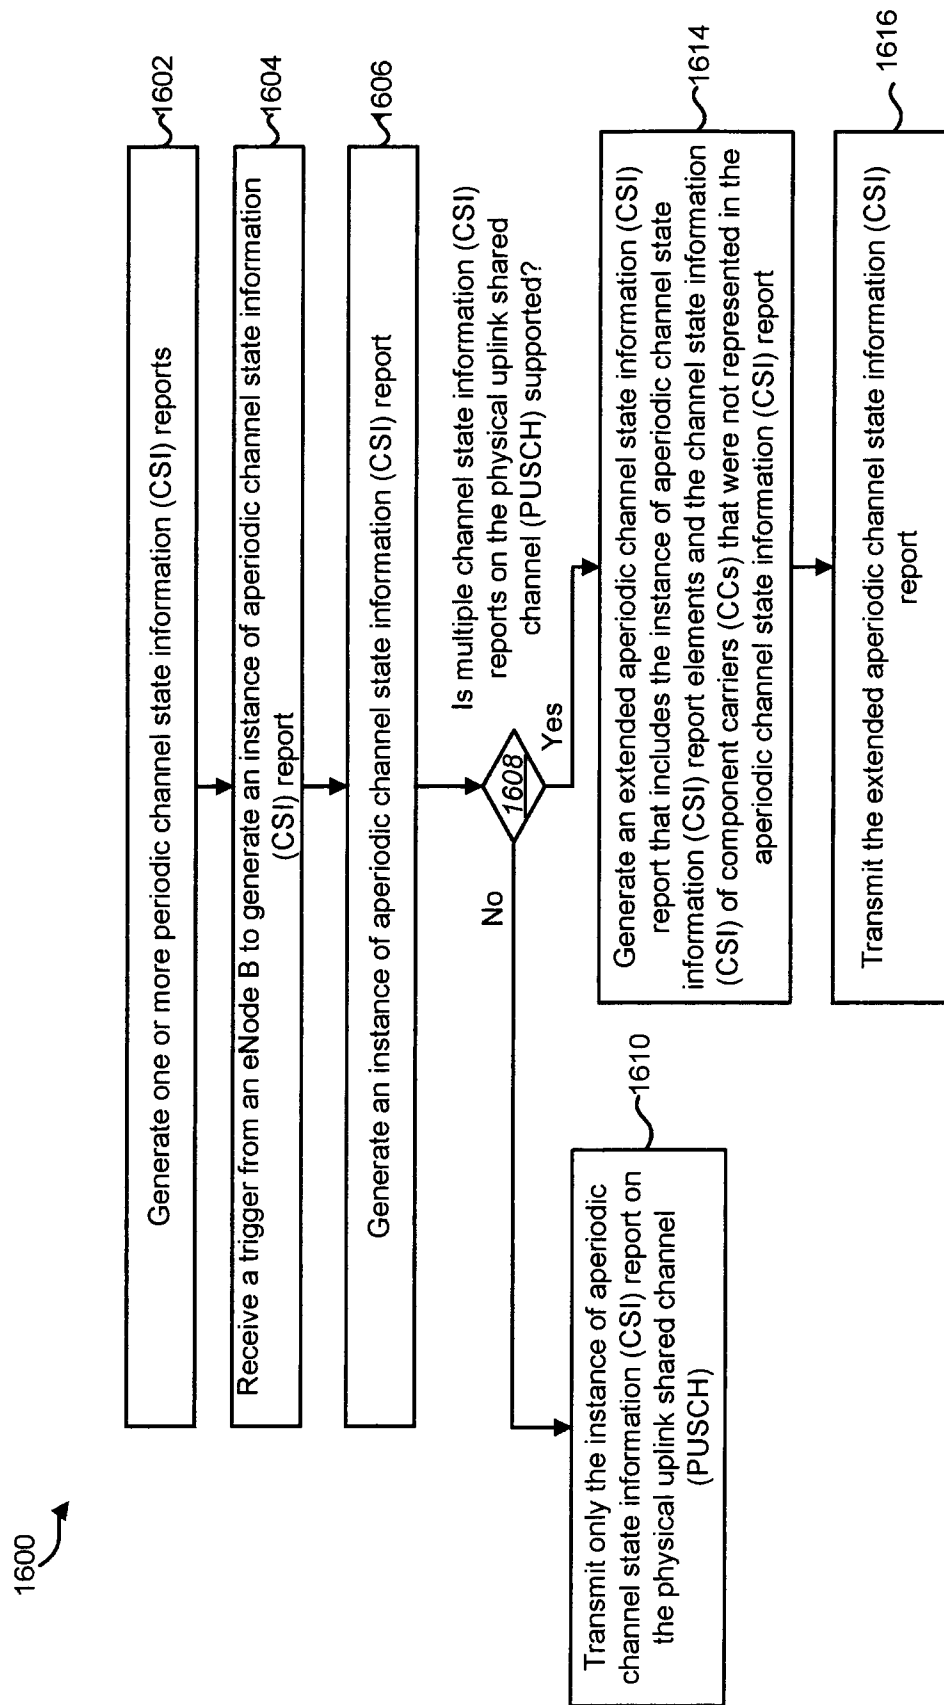 1600
Generate one or more periodic channel state information (CSI) reports
1602
Receive a trigger from an eNode B to generate an instance of aperiodic channel state information
(CSI) report
1604
Generate an instance of aperiodic channel state information (CSI) report
1606
Is multiple channel state information (CSI)
reports on the physical uplink shared
channel (PUSCH) supported?
1608
No
Yes
Transmit only the instance of aperiodic
channel state information (CSI) report on
the physical uplink shared channel
(PUSCH)
1610
Generate an extended aperiodic channel state information (CSI)
report that includes the instance of aperiodic channel state
information (CSI) report elements and the channel state information
(CSI) of component carriers (CCs) that were not represented in the
aperiodic channel state information (CSI) report
1614
Transmit the extended aperiodic channel state information (CSI)
report
1616